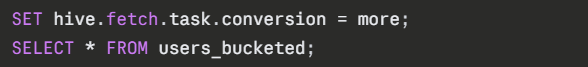 SET hive.fetch.task.conversion = more;
SELECT * FROM users_bucketed;